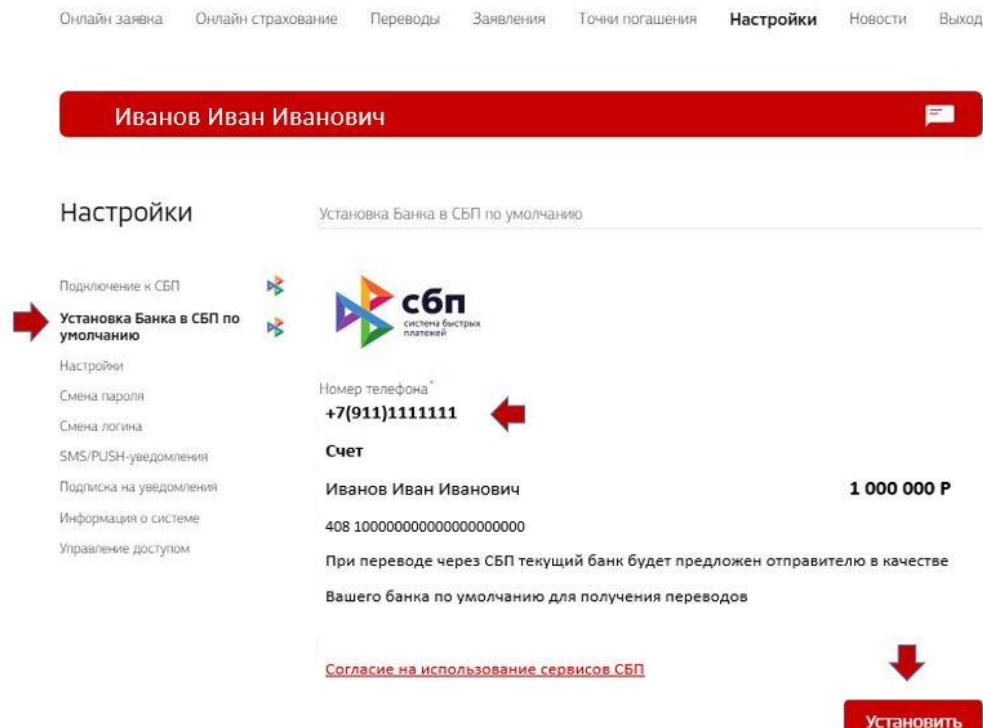 Онлайн заявка Онлайн страхование Переводы Заявления Точки погашения Настройки Новости Выход
Иванов Иван Иванович
Настройки
Установка Банка в СБП по умолчанию
Подключение к СБП
Установка Банка в СБП по
умолчанию
Настройки
Смена пароля
Смена логина
SMS/PUSH-уведомления
Подписка на уведомления
Информация о системе
Управление доступом
сбп
система быстрых
платежей
Номер телефона*
+7(911)1111111
Счет
Иванов Иван Иванович 1 000 000 Р
408 100000000000000000000
При переводе через СБП текущий банк будет предложен отправителю в качестве
Вашего банка по умолчанию для получения переводов
Согласие на использование сервисов СБП
Установить